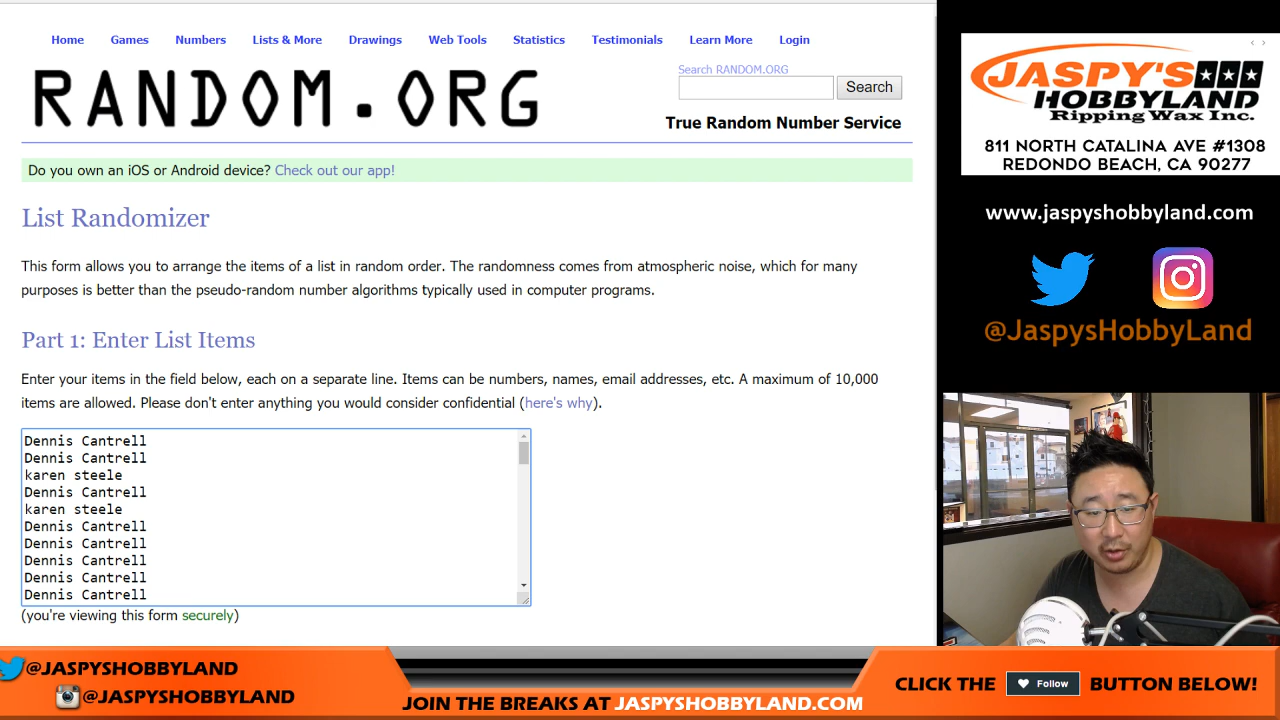 Home Games Numbers Lists & More Drawings Web Tools Statistics Testimonials Learn More Login
RANDOM.ORG
Search RANDOM.ORG
Search
True Random Number Service
Do you own an iOS or Android device? Check out our app!
List Randomizer
This form allows you to arrange the items of a list in random order. The randomness comes from atmospheric noise, which for many
purposes is better than the pseudo-random number algorithms typically used in computer programs.
Part 1: Enter List Items
Enter your items in the field below, each on a separate line. Items can be numbers, names, email addresses, etc. A maximum of 10,000
items are allowed. Please don't enter anything you would consider confidential (here's why).
Dennis Cantrell
Dennis Cantrell
karen steele
Dennis Cantrell
karen steele
Dennis Cantrell
Dennis Cantrell
Dennis Cantrell
Dennis Cantrell
Dennis Cantrell
(you're viewing this form securely)
JASPY'S
HOBBYLAND
Ripping Wax Inc.
811 NORTH CATALINA AVE #1308
REDONDO BEACH, CA 90277
www.jaspyshobbyland.com
@JaspysHobbyLand
@JASPYSHOBBYLAND
@JASPYSHOBBYLAND
JOIN THE BREAKS AT JASPYSHOBBYLAND.COM
CLICK THE Follow BUTTON BELOW!